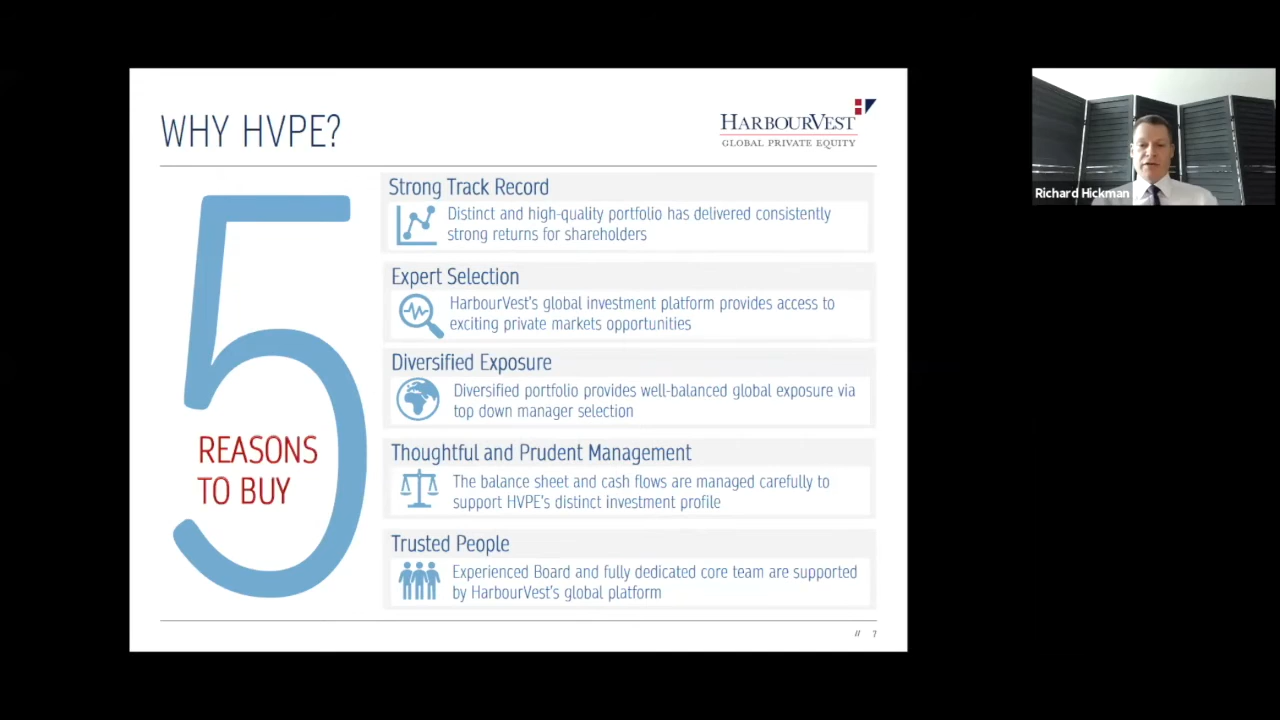 WHY HVPE?
HARBOURVEST
GLOBAL PRIVATE EQUITY
5
REASONS
TO BUY
Strong Track Record
Distinct and high-quality portfolio has delivered consistently
strong returns for shareholders
Expert Selection
HarbourVest's global investment platform provides access to
exciting private markets opportunities
Diversified Exposure
Diversified portfolio provides well-balanced global exposure via
top down manager selection
Thoughtful and Prudent Management
The balance sheet and cash flows are managed carefully to
support HVPE's distinct investment profile
Trusted People
Experienced Board and fully dedicated core team are supported
by HarbourVest's global platform
// 7
Richard Hickman